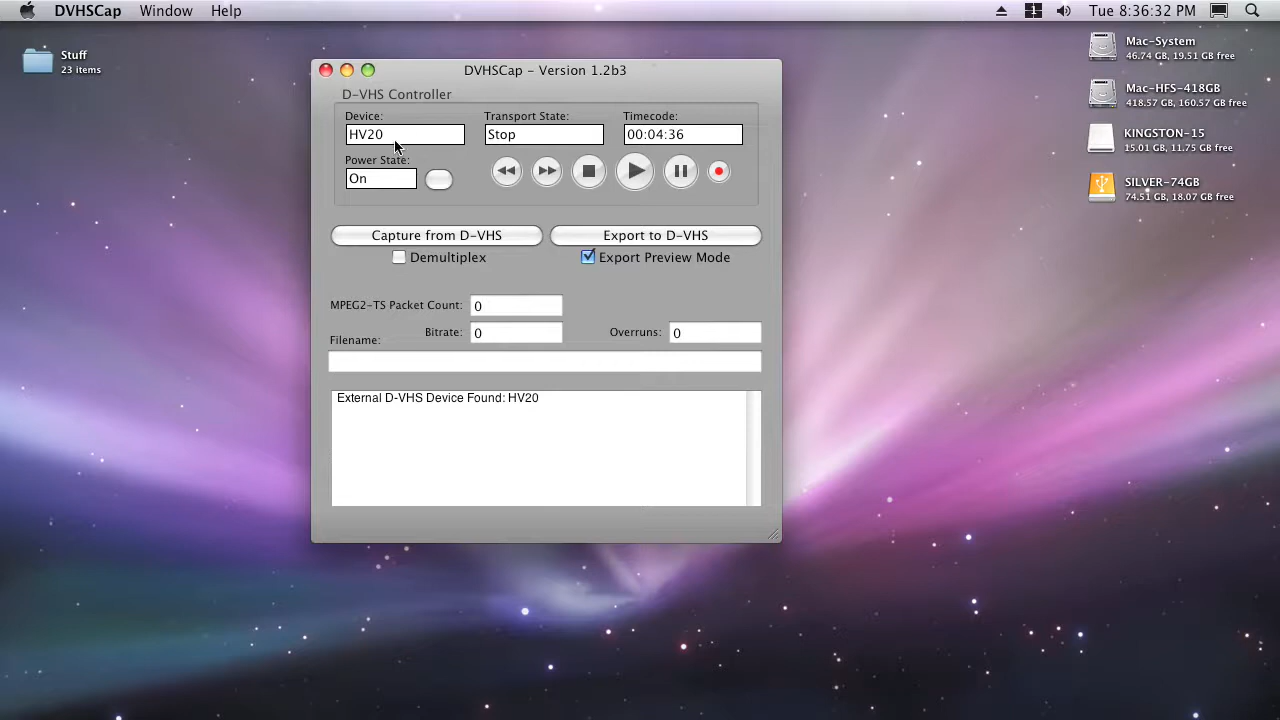 DVHSCap Window Help
1 Tue 8:36:32 PM
Stuff
23 items
Mac-System
46.74 GB, 19.51 GB free
Mac-HFS-418GB
418.57 GB, 160.57 GB free
KINGSTON-15
15.01 GB, 11.75 GB free
SILVER-74GB
74.51 GB, 18.07 GB free
DVHSCap - Version 1.2b3
D-VHS Controller
Device: Transport State: Timecode:
HV20 Stop 00:04:36
Power State:
On
Capture from D-VHS Export to D-VHS
Demultiplex Export Preview Mode
MPEG2-TS Packet Count: 0
Bitrate: 0 Overruns: 0
Filename:
External D-VHS Device Found: HV20